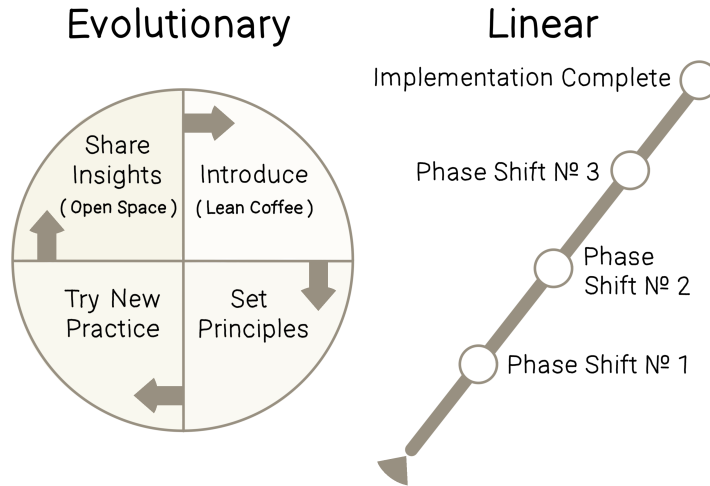 Evolutionary
Share
Insights
( Open Space )
Introduce
( Lean Coffee )
Try New
Practice
Set
Principles
Linear
Implementation Complete
Phase Shift Nº 3
Phase
Shift Nº 2
Phase Shift Nº 1